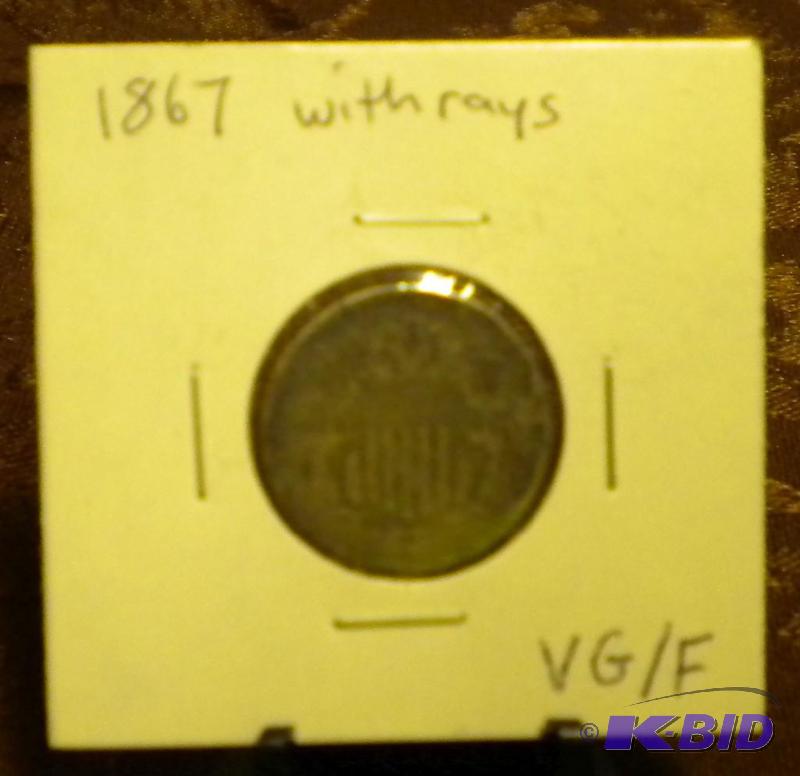 1867 with rays
VG/F
© K-BID